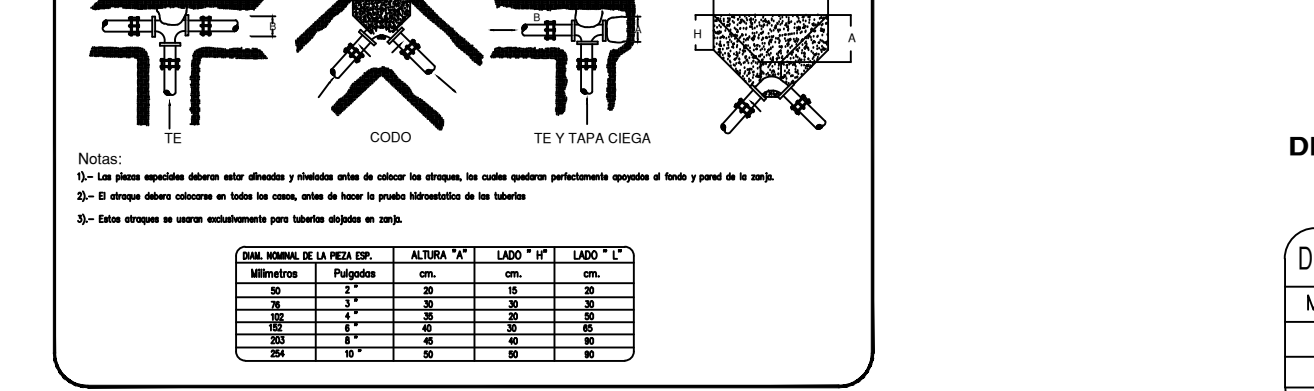 B
B
A
H
A
TE
CODO
TE Y TAPA CIEGA
Notas:
1).- Las piezas especiales deberan estar alineadas y niveladas antes de colocar los atraques, los cuales quedaran perfectamente apoyados al fondo y pared de la zanja.
2).- El atraque debera colocarse en todos los casos, antes de hacer la prueba hidroestatica de las tuberias
3).- Estos atraques se usaran exclusivamente para tuberias alojadas en zanja.
DIAM. NOMINAL DE LA PIEZA ESP. ALTURA "A" LADO " H" LADO " L"
Milimetros Pulgadas cm. cm. cm.
50 2 " 20 15 20
76 3 " 30 30 30
102 4 " 35 20 50
152 6 " 40 30 65
203 8 " 45 40 90
254 10 " 50 50 90
D
M